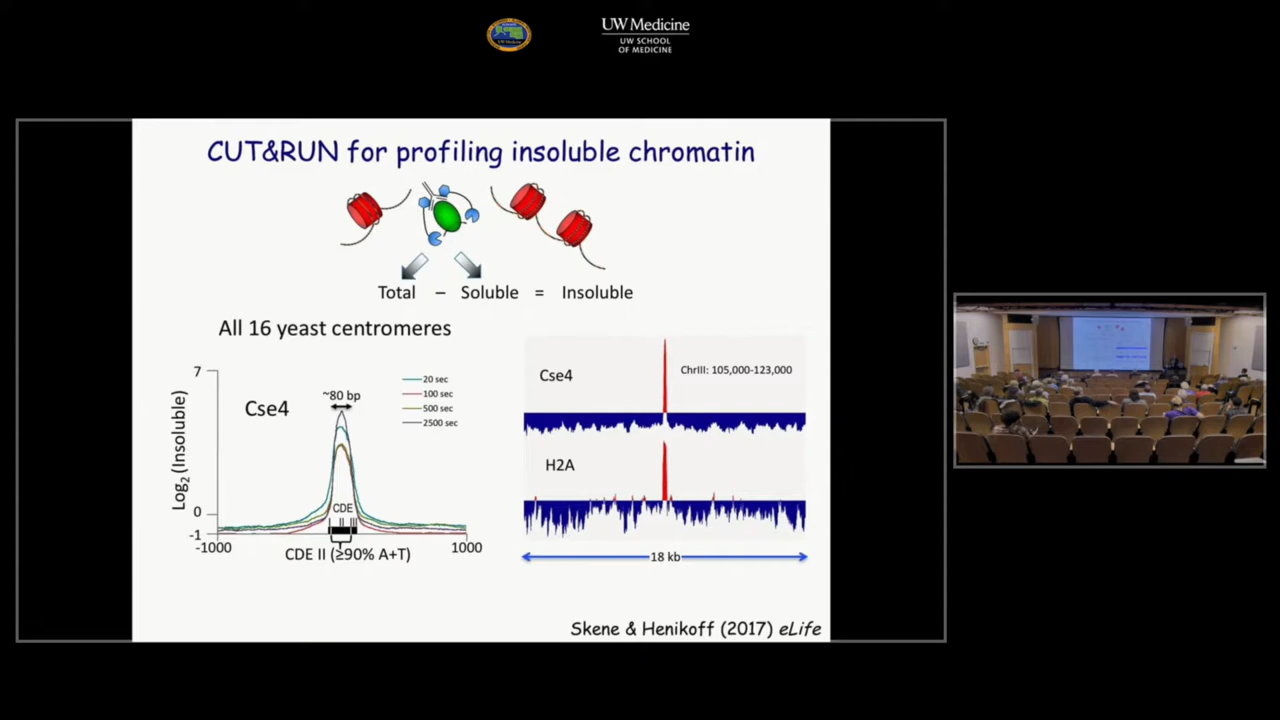 UW Medicine
UW SCHOOL
OF MEDICINE
CUT&RUN for profiling insoluble chromatin
Total – Soluble = Insoluble
All 16 yeast centromeres
7
0
-1
Log2 (Insoluble)
Cse4
~80 bp
20 sec
100 sec
500 sec
2500 sec
CDE
-1000
1000
CDE II (≥90% A+T)
Cse4
ChrIII: 105,000-123,000
H2A
18 kb
Skene & Henikoff (2017) eLife